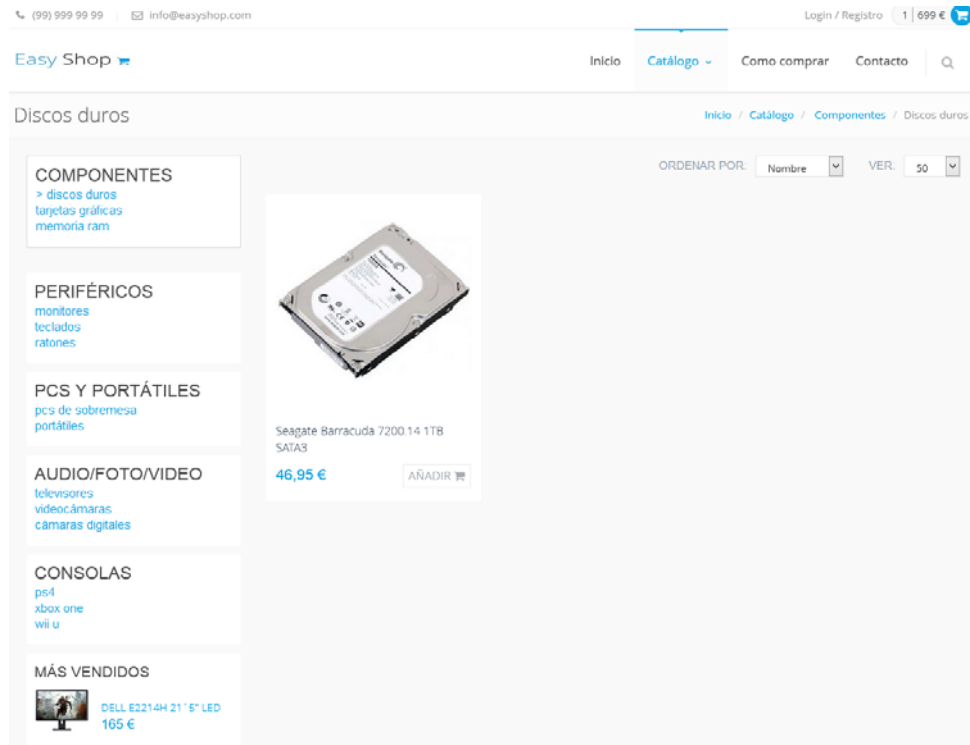 (99) 999 99 99 info@easyshop.com Login / Registro 1 699 €
Easy Shop Inicio Catálogo Como comprar Contacto
Discos duros Inicio / Catálogo / Componentes / Discos duros
ORDENAR POR: Nombre VER: 50
COMPONENTES
> discos duros
tarjetas gráficas
memoria ram
PERIFÉRICOS
monitores
teclados
ratones
PCS Y PORTÁTILES
pcs de sobremesa
portátiles
AUDIO/FOTO/VIDEO
televisores
videocámaras
cámaras digitales
CONSOLAS
ps4
xbox one
wii u
MÁS VENDIDOS
DELL E2214H 21´5" LED
165 €
Seagate Barracuda 7200.14 1TB
SATA3
46,95 € AÑADIR